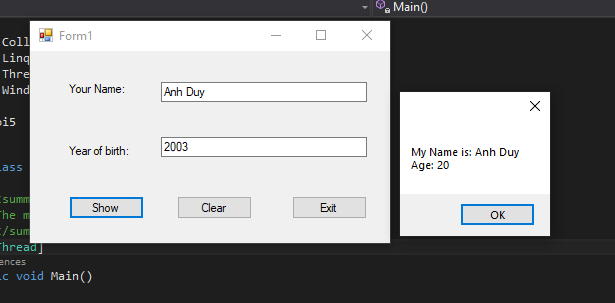 Main()
Form1
Coll
Linq
Thre
Wind
Your Name:
Anh Duy
Year of birth:
2003
Show
Clear
Exit
My Name is: Anh Duy
Age: 20
OK
lass
summ
The m
/sum
Thread]
ences
ic void Main()